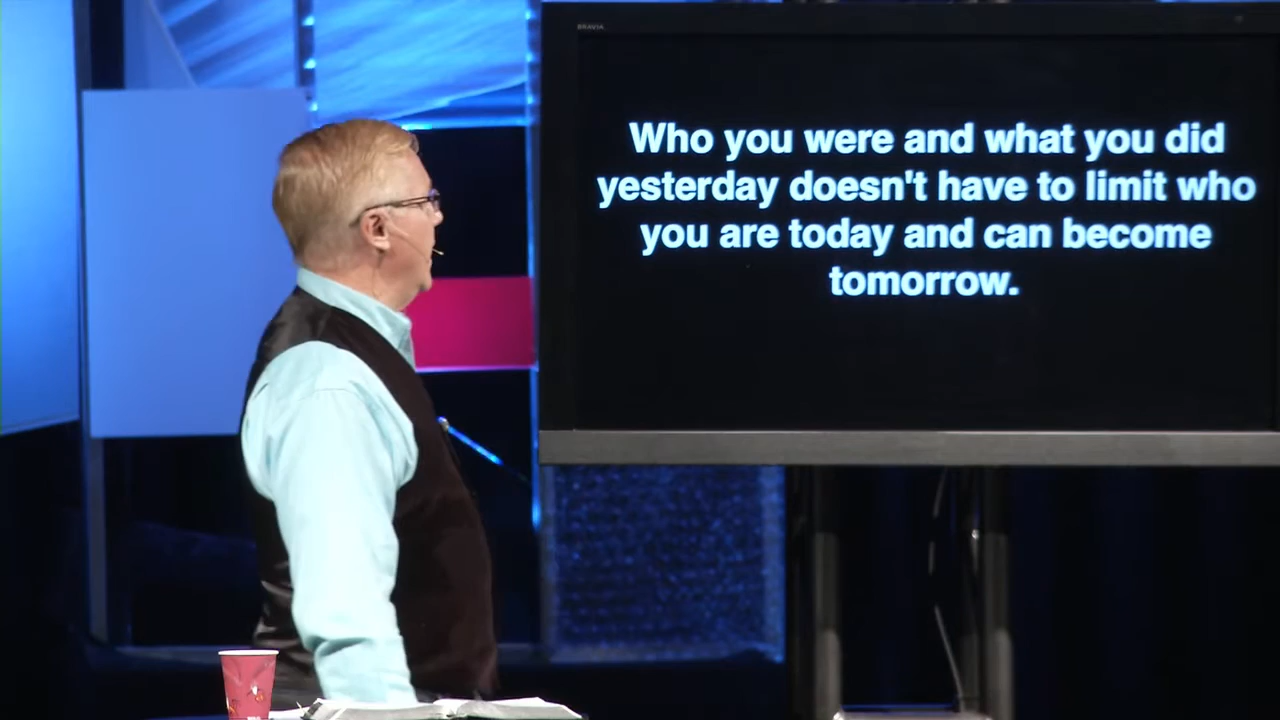 BRAVIA
Who you were and what you did
yesterday doesn't have to limit who
you are today and can become
tomorrow.